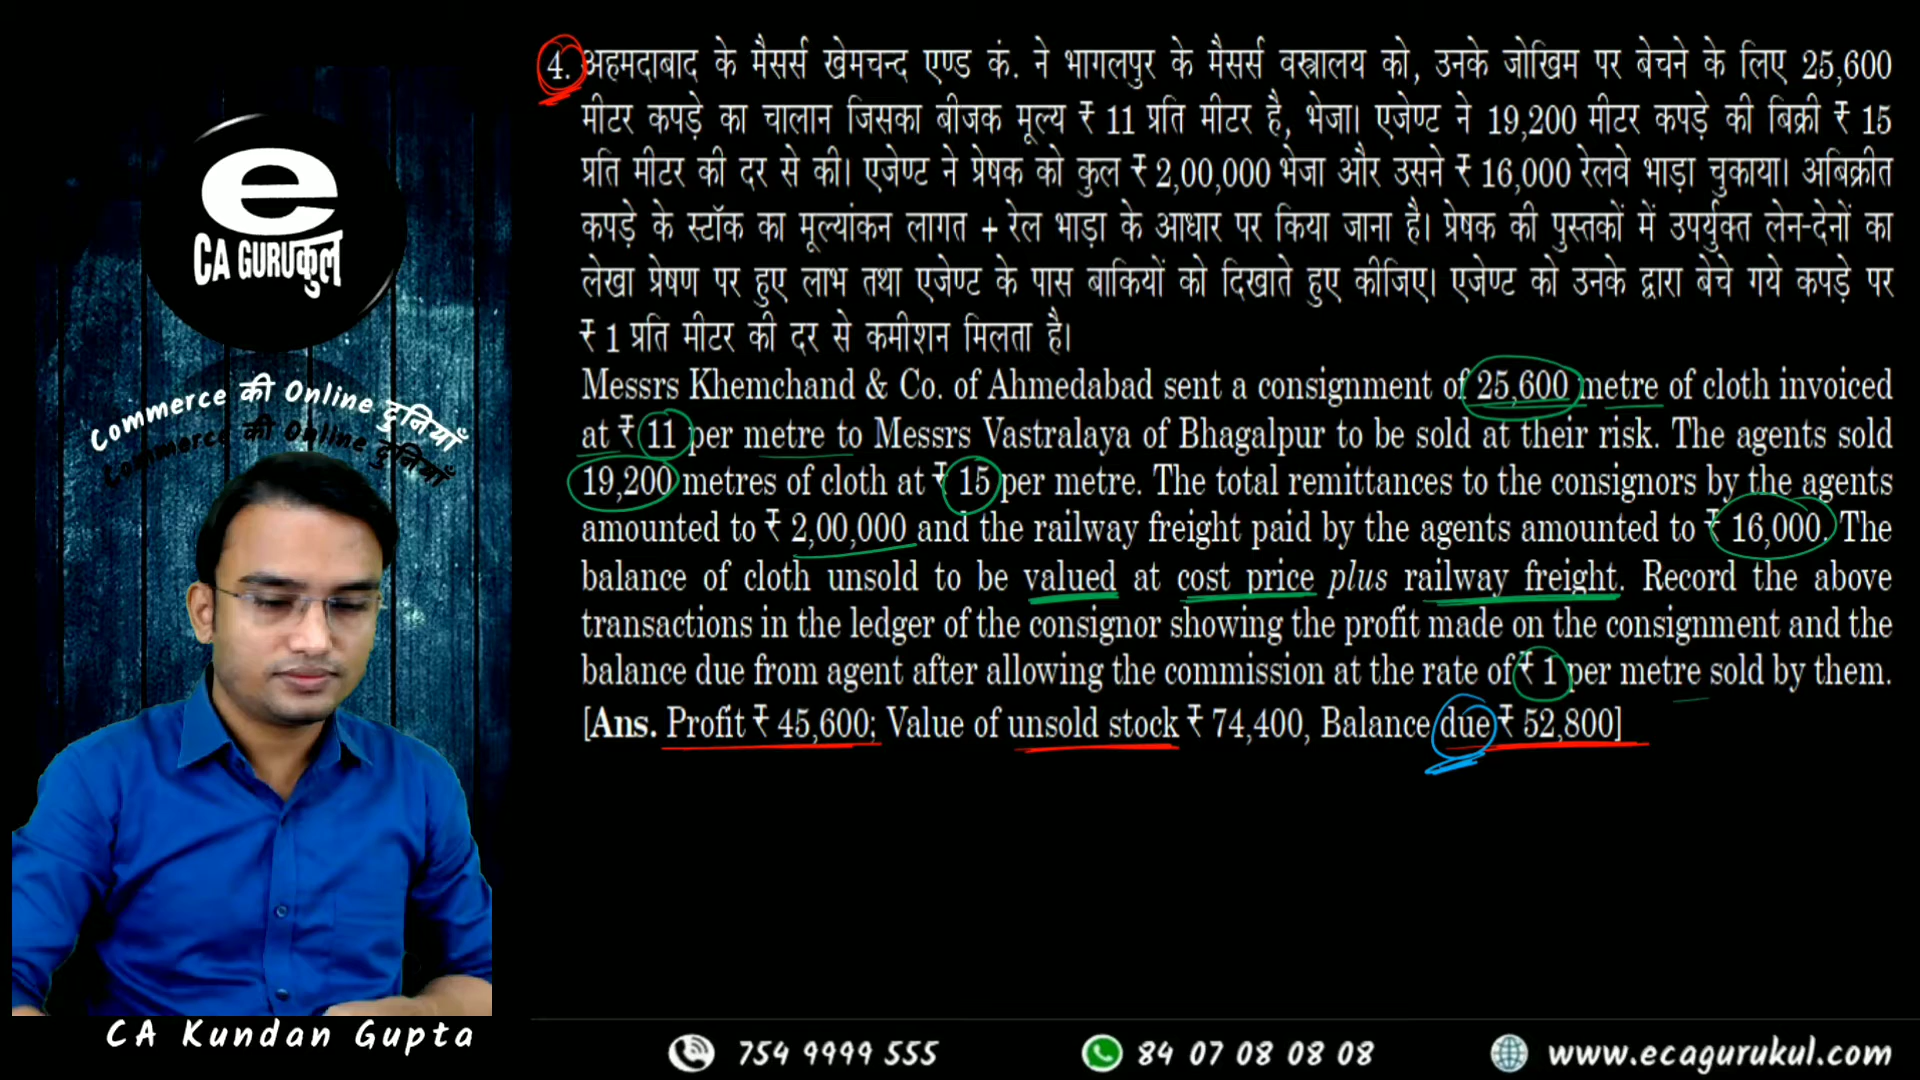 e
CA GURUकुल
Commerce की Online दुनियाँ
CA Kundan Gupta
4. अहमदाबाद के मैसर्स खेमचन्द एण्ड कं. ने भागलपुर के मैसर्स वस्त्रालय को, उनके जोखिम पर बेचने के लिए 25,600
मीटर कपड़े का चालान जिसका बीजक मूल्य ₹ 11 प्रति मीटर है, भेजा। एजेण्ट ने 19,200 मीटर कपड़े की बिक्री ₹ 15
प्रति मीटर की दर से की। एजेण्ट ने प्रेषक को कुल ₹ 2,00,000 भेजा और उसने ₹ 16,000 रेलवे भाड़ा चुकाया। अबिक्रीत
कपड़े के स्टॉक का मूल्यांकन लागत + रेल भाड़ा के आधार पर किया जाना है। प्रेषक की पुस्तकों में उपर्युक्त लेन-देनों का
लेखा प्रेषण पर हुए लाभ तथा एजेण्ट के पास बाकियों को दिखाते हुए कीजिए। एजेण्ट को उनके द्वारा बेचे गये कपड़े पर
₹ 1 प्रति मीटर की दर से कमीशन मिलता है।
Messrs Khemchand & Co. of Ahmedabad sent a consignment of 25,600 metre of cloth invoiced
at ₹ 11 per metre to Messrs Vastralaya of Bhagalpur to be sold at their risk. The agents sold
19,200 metres of cloth at ₹ 15 per metre. The total remittances to the consignors by the agents
amounted to ₹ 2,00,000 and the railway freight paid by the agents amounted to ₹ 16,000. The
balance of cloth unsold to be valued at cost price plus railway freight. Record the above
transactions in the ledger of the consignor showing the profit made on the consignment and the
balance due from agent after allowing the commission at the rate of ₹ 1 per metre sold by them.
[Ans. Profit ₹ 45,600; Value of unsold stock ₹ 74,400, Balance due ₹ 52,800]
754 9999 555
84 07 08 08 08
www.ecagurukul.com